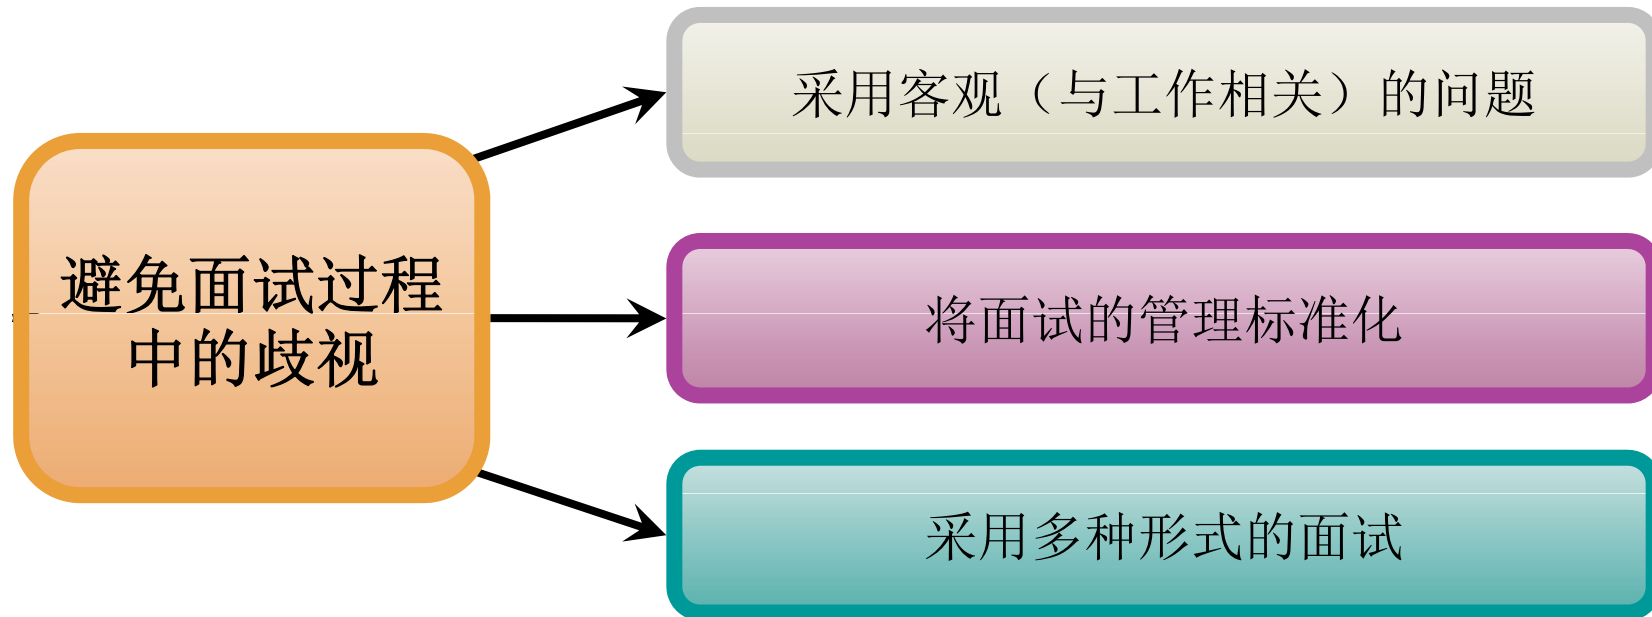 避免面试过程
中的歧视
采用客观（与工作相关）的问题
将面试的管理标准化
采用多种形式的面试